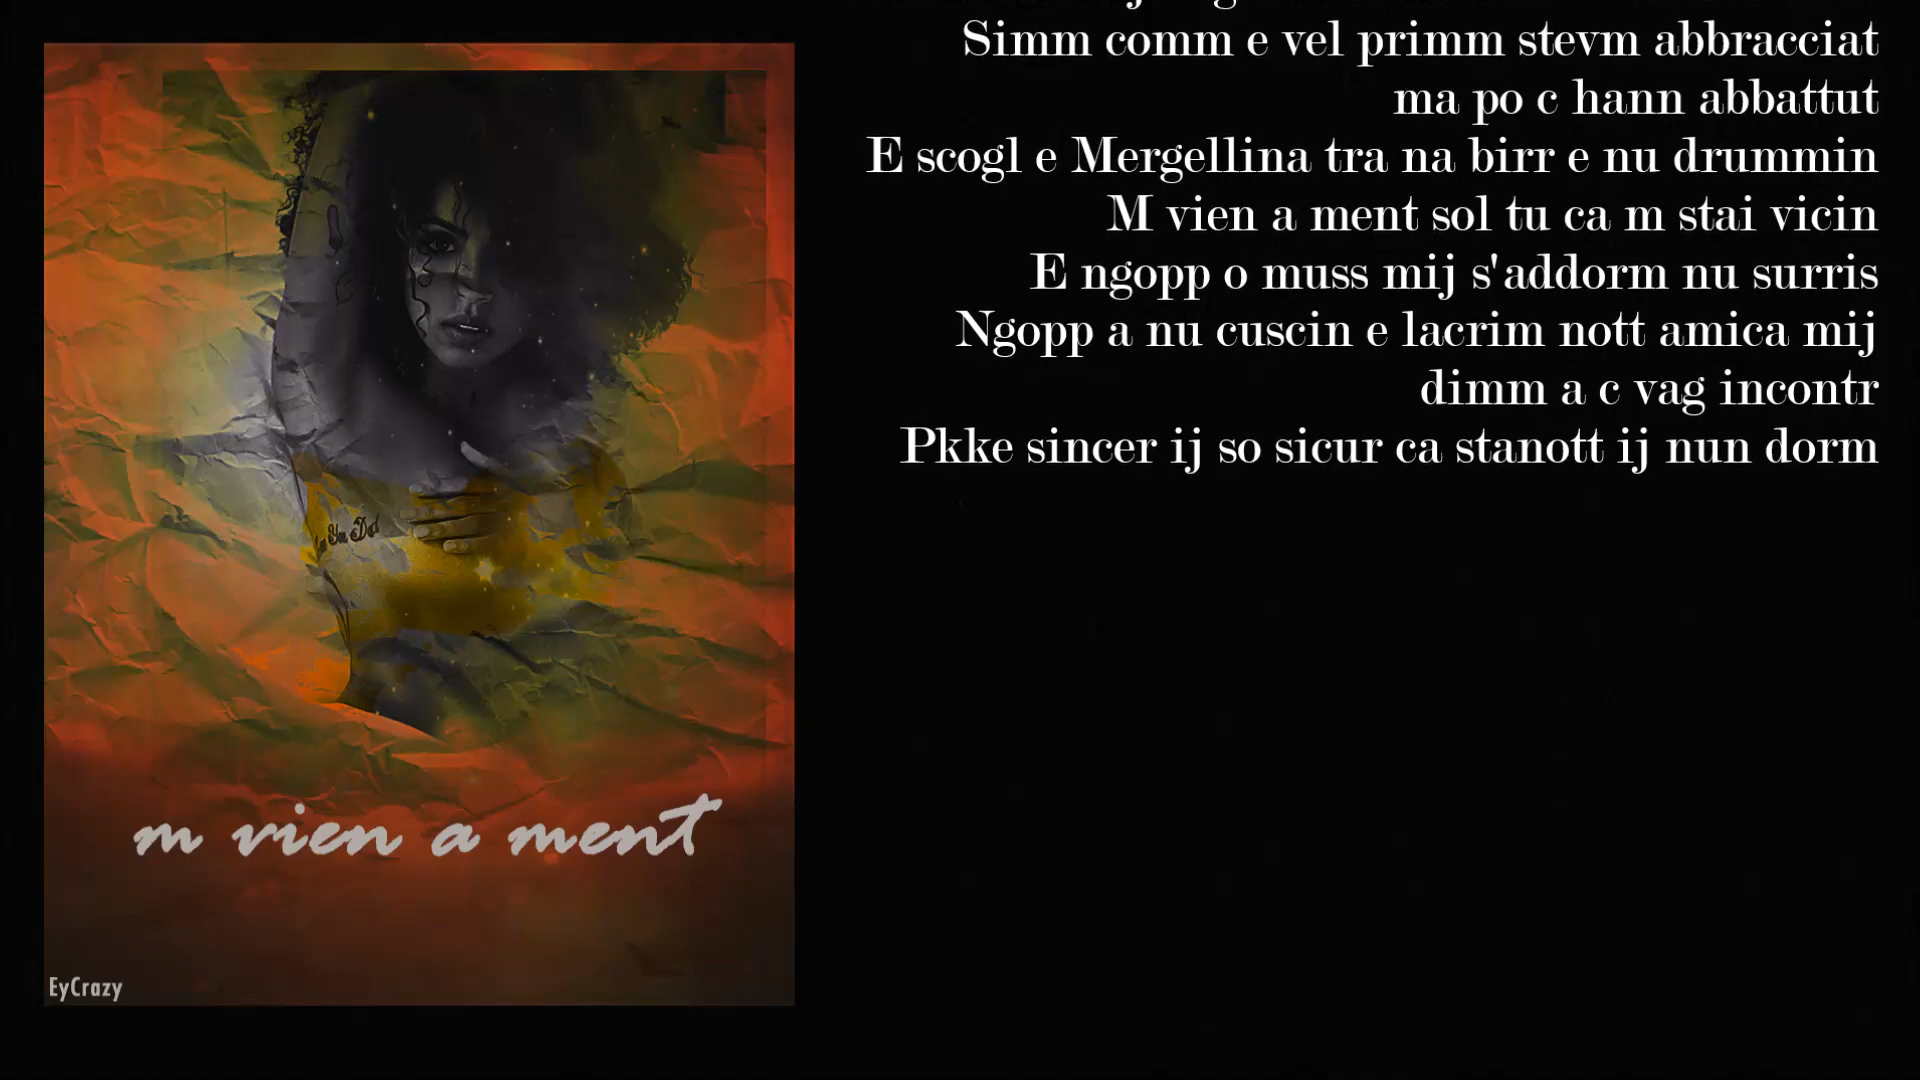 Simm comm e vel primm stevm abbracciat
ma po c hann abbattut
E scogl e Mergellina tra na birr e nu drummin
M vien a ment sol tu ca m stai vicin
E ngopp o muss mij s'addorm nu surris
Ngopp a nu cuscin e lacrim nott amica mij
dimm a c vag incontr
Pkke sincer ij so sicur ca stanott ij nun dorm
You Ded
m vien a ment
EyCrazy